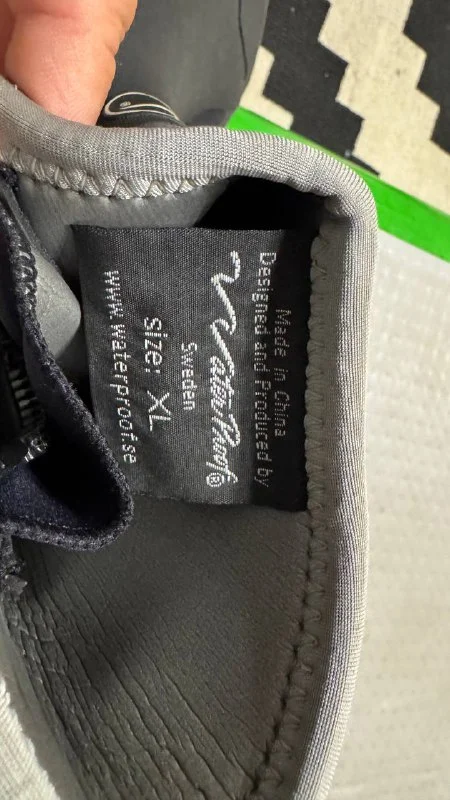 Made in China
Designed and Produced by
WaterProof®
Sweden
size: XL
www.waterproof.se